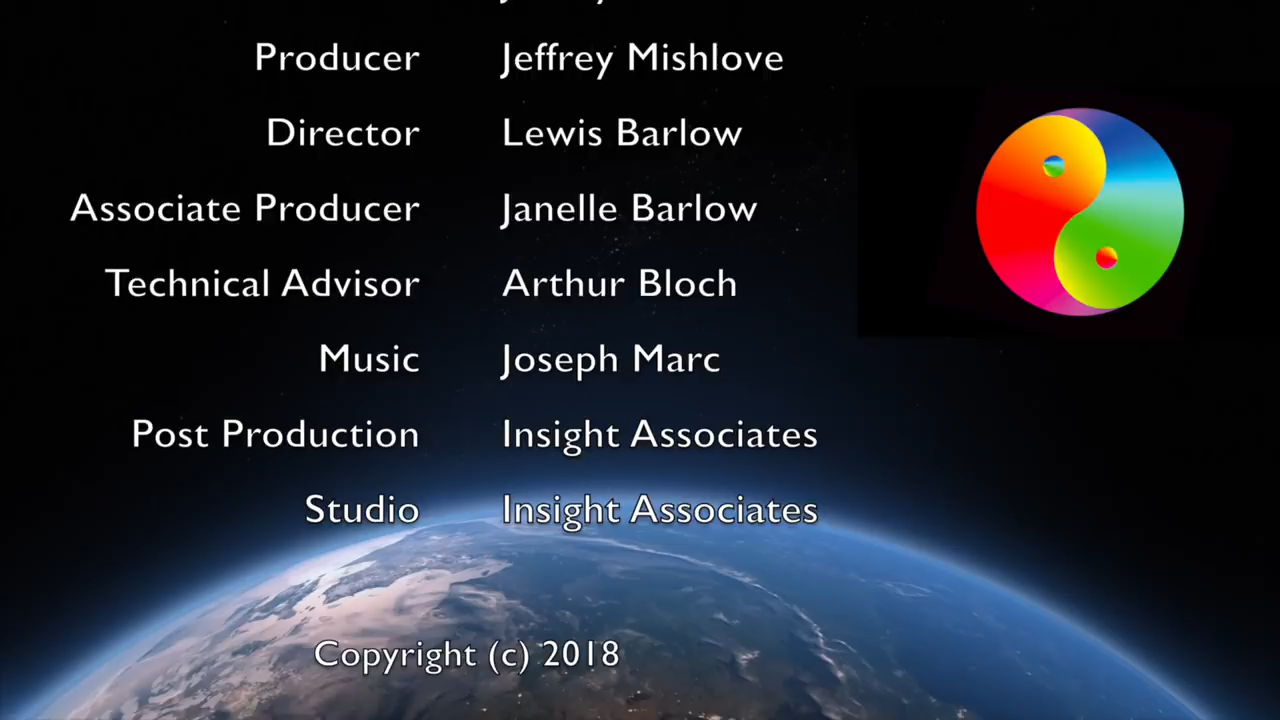 Producer Jeffrey Mishlove
Director Lewis Barlow
Associate Producer Janelle Barlow
Technical Advisor Arthur Bloch
Music Joseph Marc
Post Production Insight Associates
Studio Insight Associates
Copyright (c) 2018